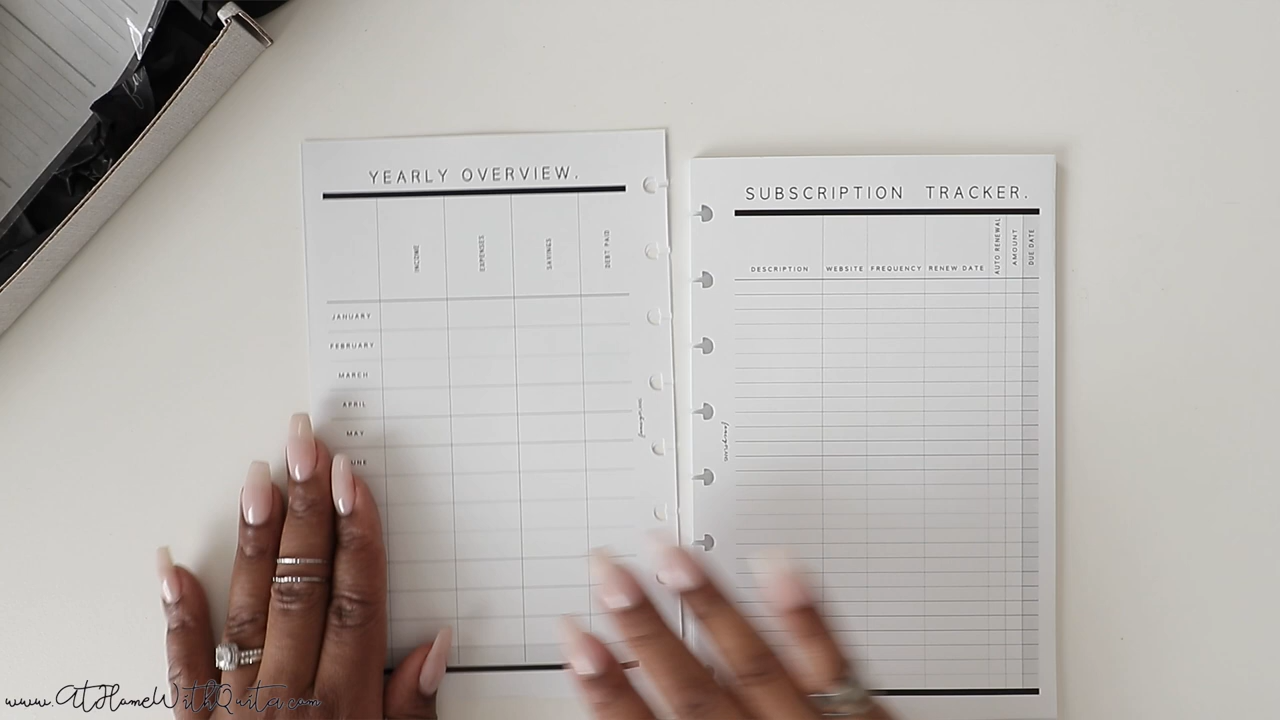 YEARLY OVERVIEW.
INCOME
EXPENSES
SAVINGS
DEBT PAID
JANUARY
FEBRUARY
MARCH
APRIL
MAY
UNE
SUBSCRIPTION TRACKER.
DESCRIPTION
WEBSITE
FREQUENCY
RENEW DATE
AUTO RENEWAL
AMOUNT
DUE DATE
www.AtHomeWithQuita.com